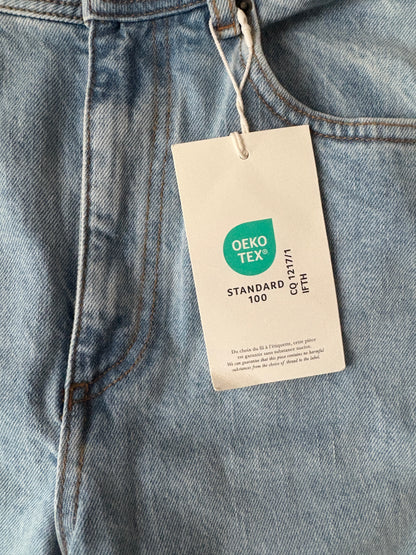 OEKO
TEX®
STANDARD
100
CQ 1217/1
IFTH
Du choix du fil à l'étiquette, cette pièce
est garantie sans substance nocive.
We can guarantee that this piece contains no harmful
substances from the choice of thread to the label.